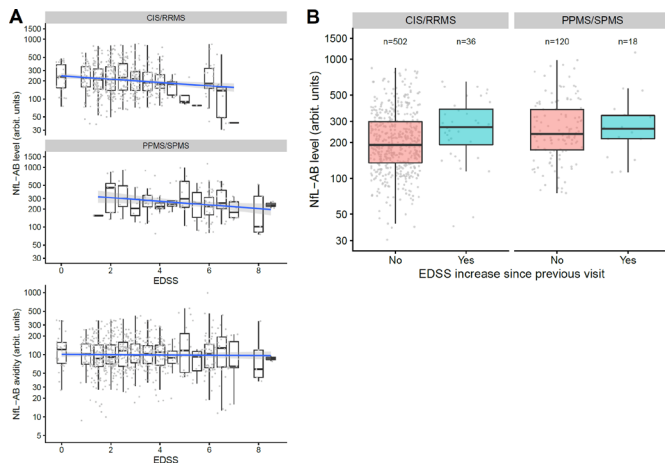 A
CIS/RRMS
NfL-AB level (arbit. units)
1500
1000
500
300
200
100
50
30
PPMS/SPMS
1500
1000
500
300
200
100
50
30
0 2 4 6 8
EDSS
NfL-AB avidity (arbit. units)
1000
500
300
200
100
50
30
20
10
5
0 2 4 6 8
EDSS
B
CIS/RRMS PPMS/SPMS
NfL-AB level (arbit. units)
n=502 n=36 n=120 n=18
1500
1000
500
300
200
100
50
30
No Yes No Yes
EDSS increase since previous visit